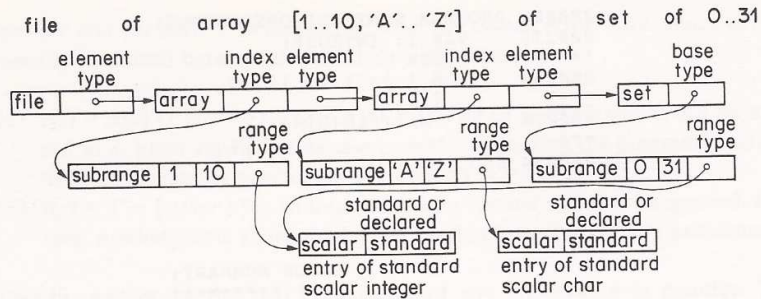 file of array [1..10,'A'..'Z'] of set of 0..31
element type
index type
element type
index type
element type
base type
file
array
array
set
range type
range type
range type
subrange 1 10
subrange 'A' 'Z'
subrange 0 31
standard or declared
standard or declared
scalar standard
scalar standard
entry of standard scalar integer
entry of standard scalar char